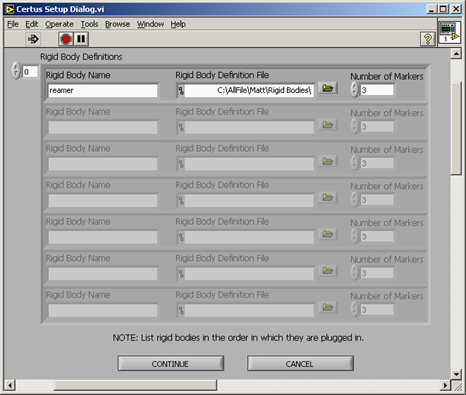 Certus Setup Dialog.vi
File Edit Operate Tools Browse Window Help
?
1
Rigid Body Definitions
0
Rigid Body Name Rigid Body Definition File Number of Markers
reamer C:\AllFile\Matt\Rigid Bodies\ 3
Rigid Body Name Rigid Body Definition File Number of Markers
3
Rigid Body Name Rigid Body Definition File Number of Markers
3
Rigid Body Name Rigid Body Definition File Number of Markers
3
Rigid Body Name Rigid Body Definition File Number of Markers
3
Rigid Body Name Rigid Body Definition File Number of Markers
3
Rigid Body Name Rigid Body Definition File Number of Markers
3
NOTE: List rigid bodies in the order in which they are plugged in.
CONTINUE CANCEL